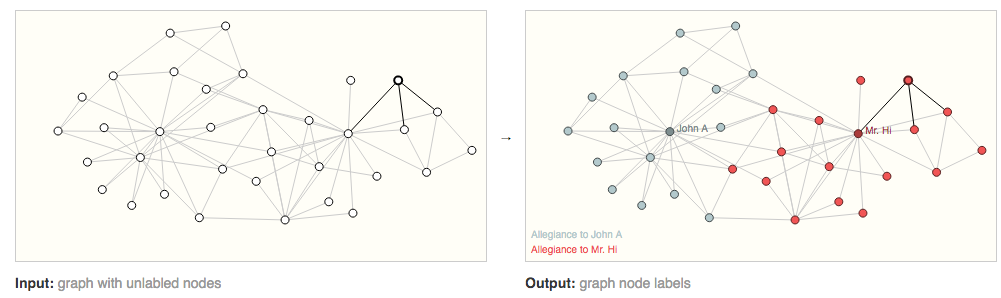 →
John A
Mr. Hi
Allegiance to John A
Allegiance to Mr. Hi
Input: graph with unlabled nodes
Output: graph node labels